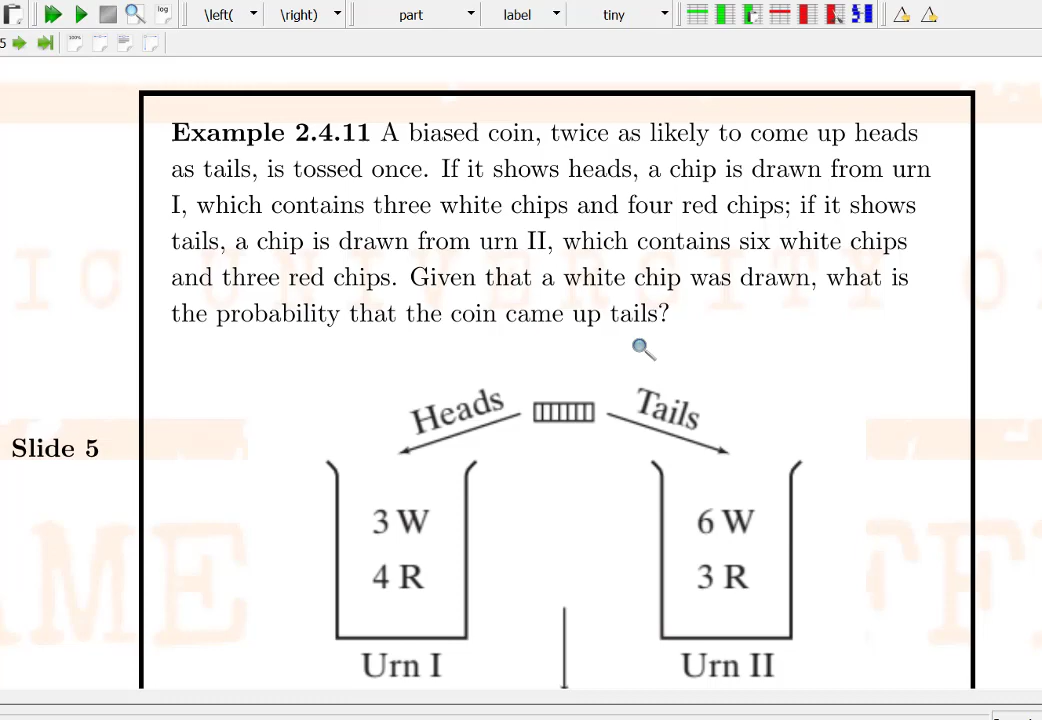 log
\left(
\right)
part
label
tiny
5
100%
Example 2.4.11 A biased coin, twice as likely to come up heads
as tails, is tossed once. If it shows heads, a chip is drawn from urn
I, which contains three white chips and four red chips; if it shows
tails, a chip is drawn from urn II, which contains six white chips
and three red chips. Given that a white chip was drawn, what is
the probability that the coin came up tails?
Heads
Tails
Slide 5
3 W
6 W
4 R
3 R
Urn I
Urn II